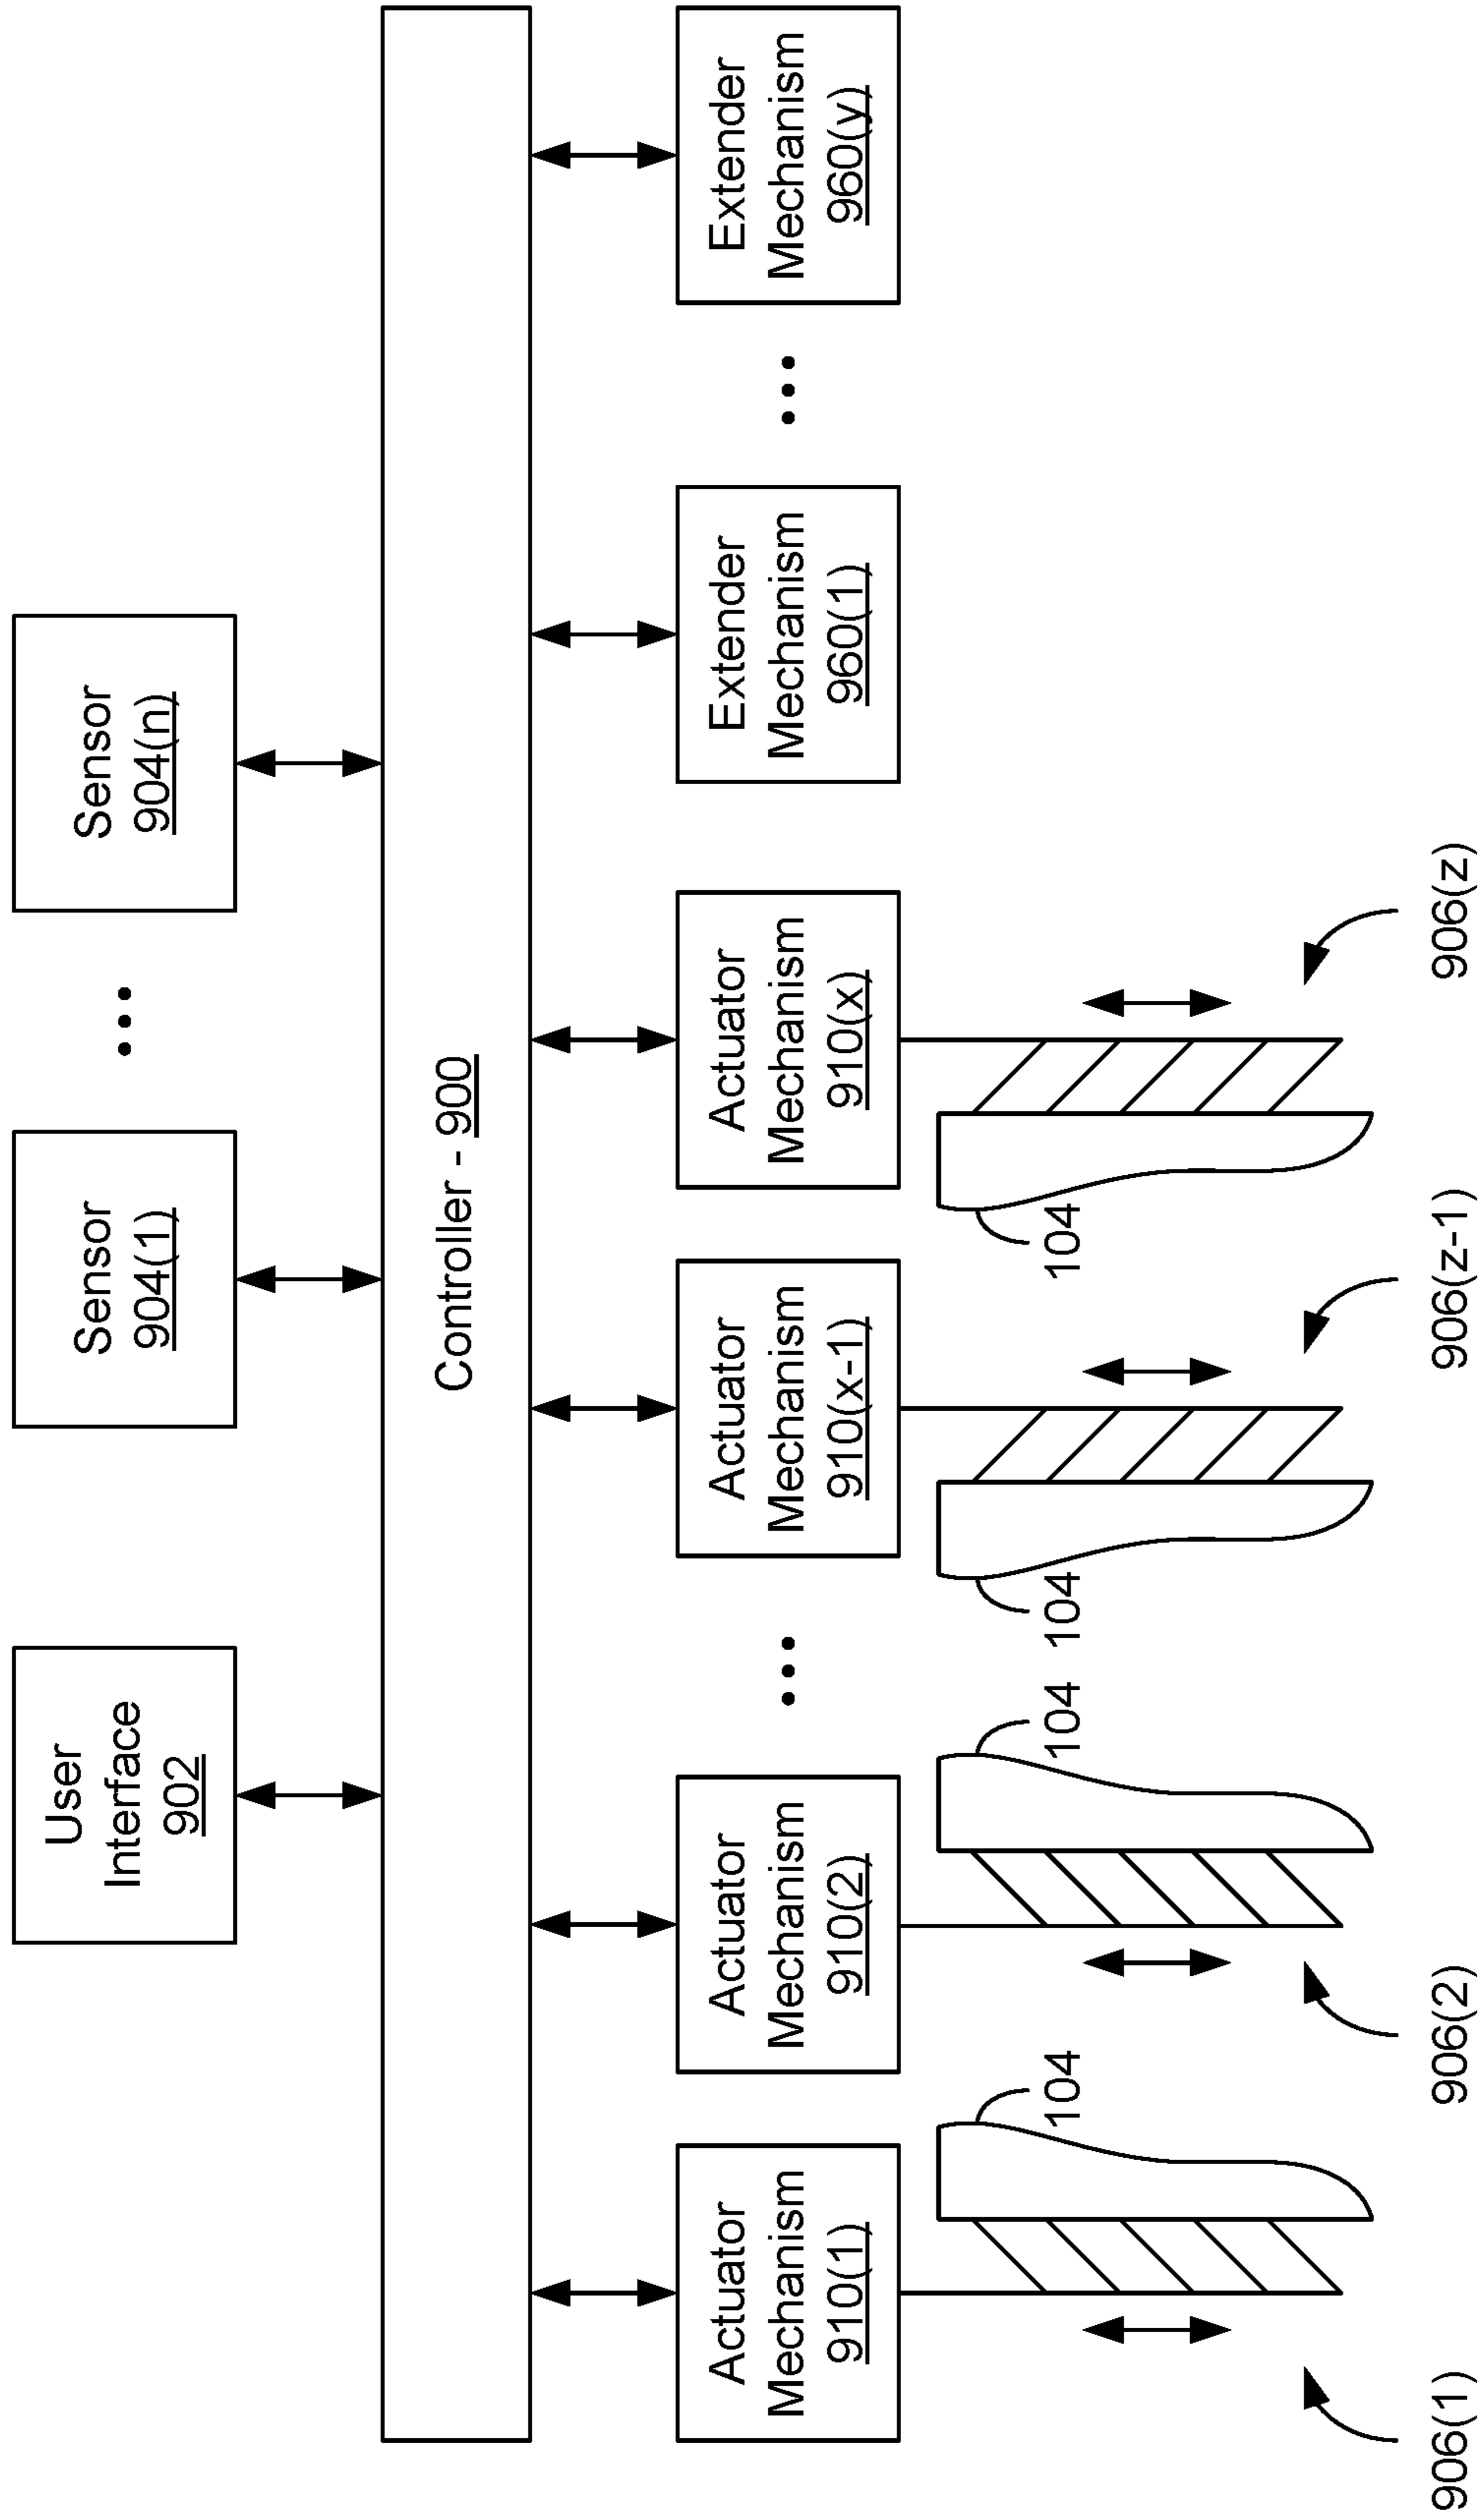 User
Interface
902
Sensor
904(1)
...
Sensor
904(n)
Controller - 900
Actuator
Mechanism
910(1)
Actuator
Mechanism
910(2)
...
Actuator
Mechanism
910(x-1)
Actuator
Mechanism
910(x)
Extender
Mechanism
960(1)
...
Extender
Mechanism
960(y)
104
104
104
104
906(1)
906(2)
906(z-1)
906(z)